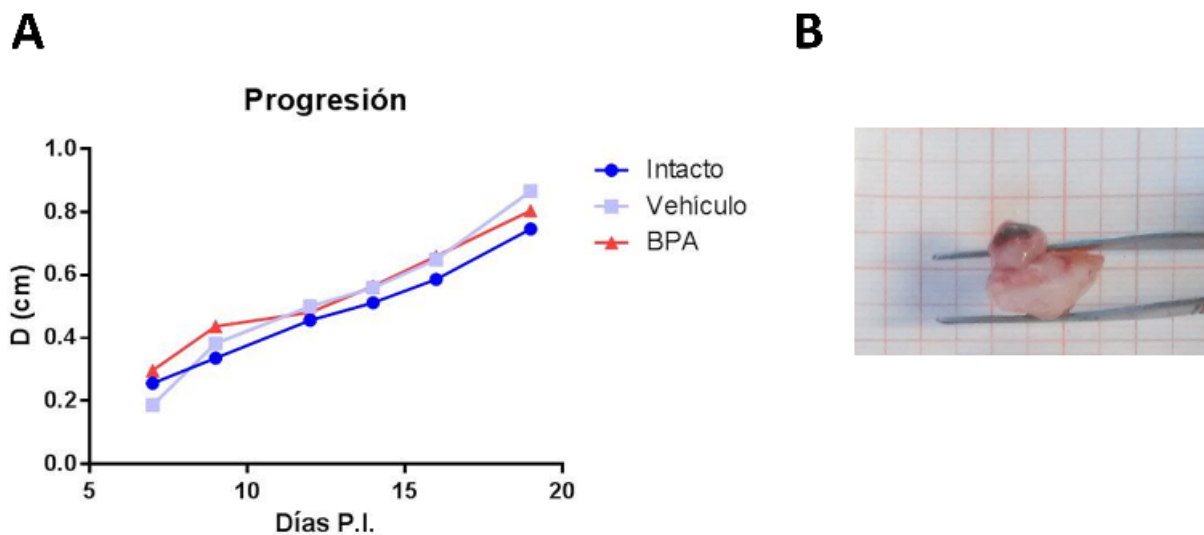 A
B
Progresión
1.0
0.8
0.6
0.4
0.2
0.0
D (cm)
5
10
15
20
Días P.I.
Intacto
Vehículo
BPA